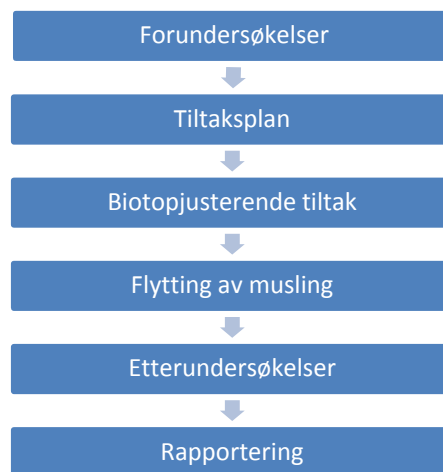 Forundersøkelser
Tiltaksplan
Biotopjusterende tiltak
Flytting av musling
Etterundersøkelser
Rapportering